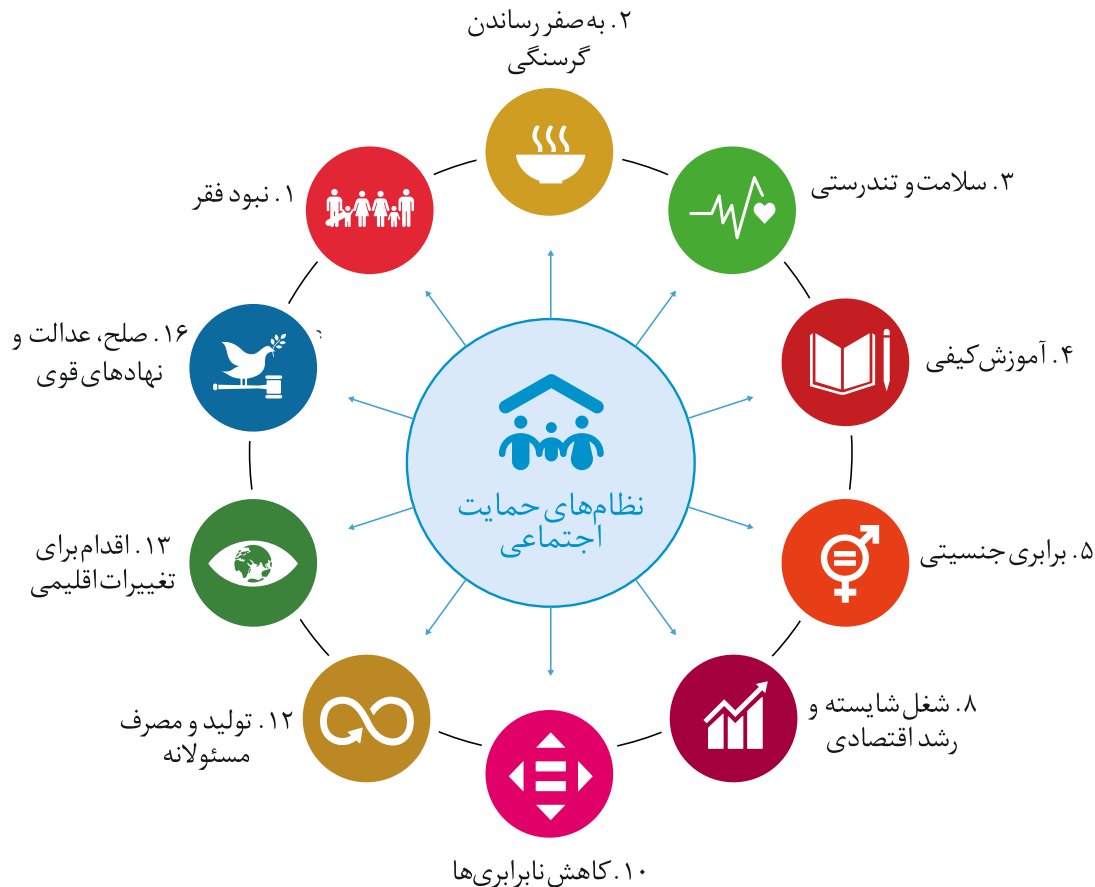 ۲. به صفر رساندن
گرسنگی
۳. سلامت و تندرستی
۱. نبود فقر
۱۶. صلح، عدالت و
نهادهای قوی
۴. آموزش کیفی
نظام‌های حمایت
اجتماعی
۵. برابری جنسیتی
۱۳. اقدام برای
تغییرات اقلیمی
۸. شغل شایسته و
رشد اقتصادی
۱۲. تولید و مصرف
مسئولانه
۱۰. کاهش نابرابری‌ها